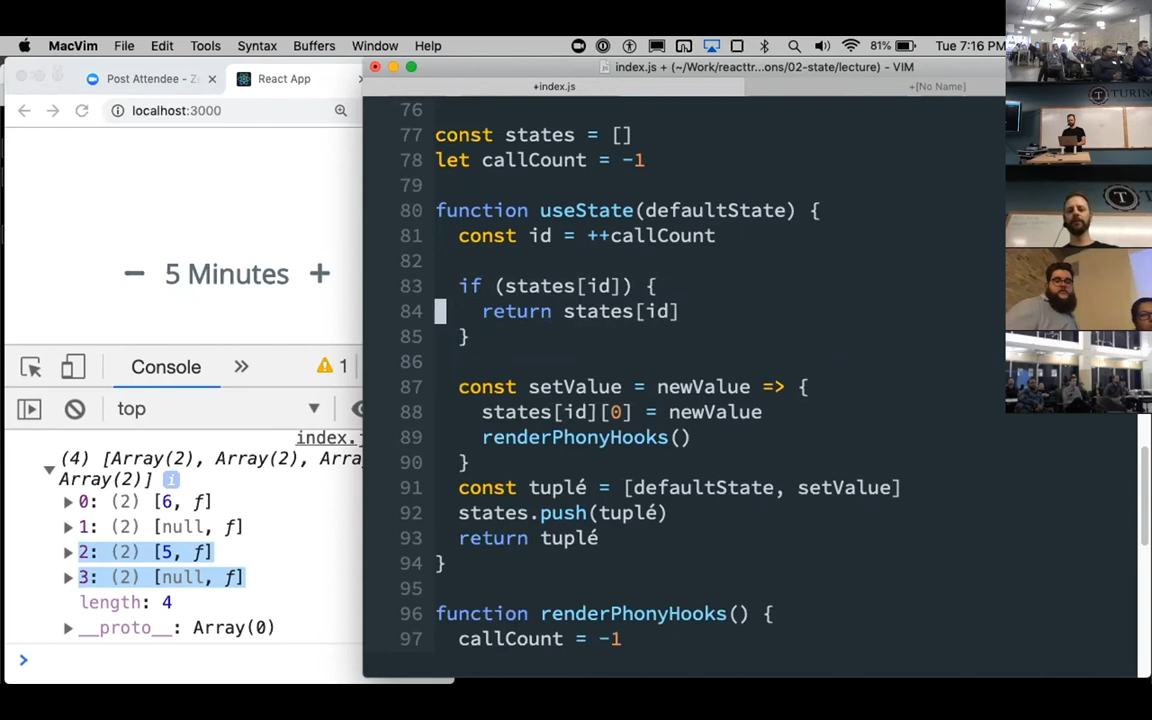 MacVim File Edit Tools Syntax Buffers Window Help 81% Tue 7:16 PM
Post Attendee - Z
React App
localhost:3000
5 Minutes
Console
1
top
index.j
(4) [Array(2), Array(2), Arra
Array(2)]
0: (2) [6, ƒ]
1: (2) [null, ƒ]
2: (2) [5, ƒ]
3: (2) [null, ƒ]
length: 4
__proto__: Array(0)
index.js + (~/Work/reacttr...ons/02-state/lecture) - VIM
+index.js +[No Name]
76
77 const states = []
78 let callCount = -1
79
80 function useState(defaultState) {
81 const id = ++callCount
82
83 if (states[id]) {
84 return states[id]
85 }
86
87 const setValue = newValue => {
88 states[id][0] = newValue
89 renderPhonyHooks()
90 }
91 const tuplé = [defaultState, setValue]
92 states.push(tuplé)
93 return tuplé
94 }
95
96 function renderPhonyHooks() {
97 callCount = -1
TURIN